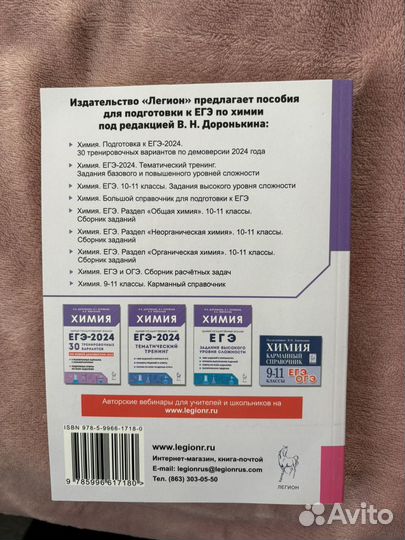 Издательство «Легион» предлагает пособия
для подготовки к ЕГЭ по химии
под редакцией В. Н. Доронькина:
Химия. Подготовка к ЕГЭ-2024.
30 тренировочных вариантов по демоверсии 2024 года
Химия. ЕГЭ-2024. Тематический тренинг.
Задания базового и повышенного уровней сложности
Химия. ЕГЭ. 10-11 классы. Задания высокого уровня сложности
Химия. Большой справочник для подготовки к ЕГЭ
Химия. ЕГЭ. Раздел «Общая химия». 10-11 классы.
Сборник заданий
Химия. ЕГЭ. Раздел «Неорганическая химия». 10-11 классы.
Сборник заданий
Химия. ЕГЭ. Раздел «Органическая химия». 10-11 классы.
Сборник заданий
Химия. ЕГЭ и ОГЭ. Сборник расчётных задач
Химия. 9-11 классы. Карманный справочник
ХИМИЯ
ЕГЭ-2024
30 ТРЕНИРОВОЧНЫХ
ВАРИАНТОВ
ХИМИЯ
ЕГЭ-2024
ТЕМАТИЧЕСКИЙ
ТРЕНИНГ
ХИМИЯ
ЕГЭ
ЗАДАНИЯ ВЫСОКОГО
УРОВНЯ СЛОЖНОСТИ
ХИМИЯ
КАРМАННЫЙ
СПРАВОЧНИК
9-11
КЛАССЫ
ЕГЭ
ОГЭ
Авторские вебинары для учителей и школьников на
www.legionr.ru
ISBN 978-5-9966-1718-0
9 785996 617180 >
www.legionr.ru
Интернет-магазин, книга-почтой
E-mail: legionrus@legionrus.com
Тел. (863) 303-05-50
ЛЕГИОН
Avito